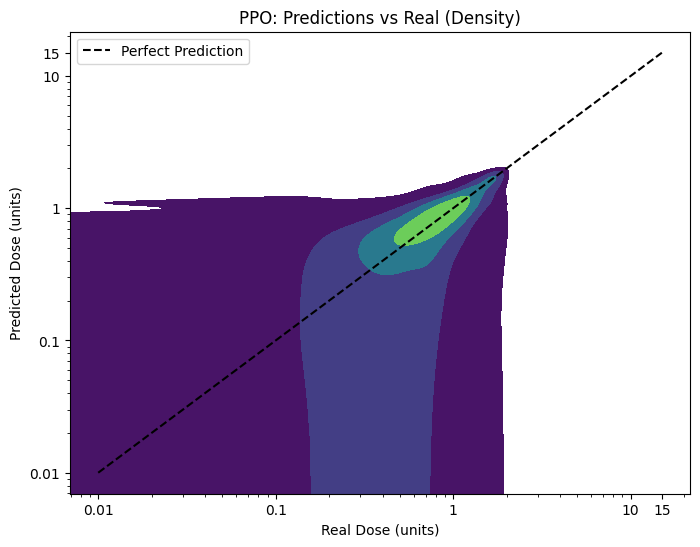 PPO: Predictions vs Real (Density)
Perfect Prediction
15
10
1
0.1
0.01
Predicted Dose (units)
0.01
0.1
1
10
15
Real Dose (units)